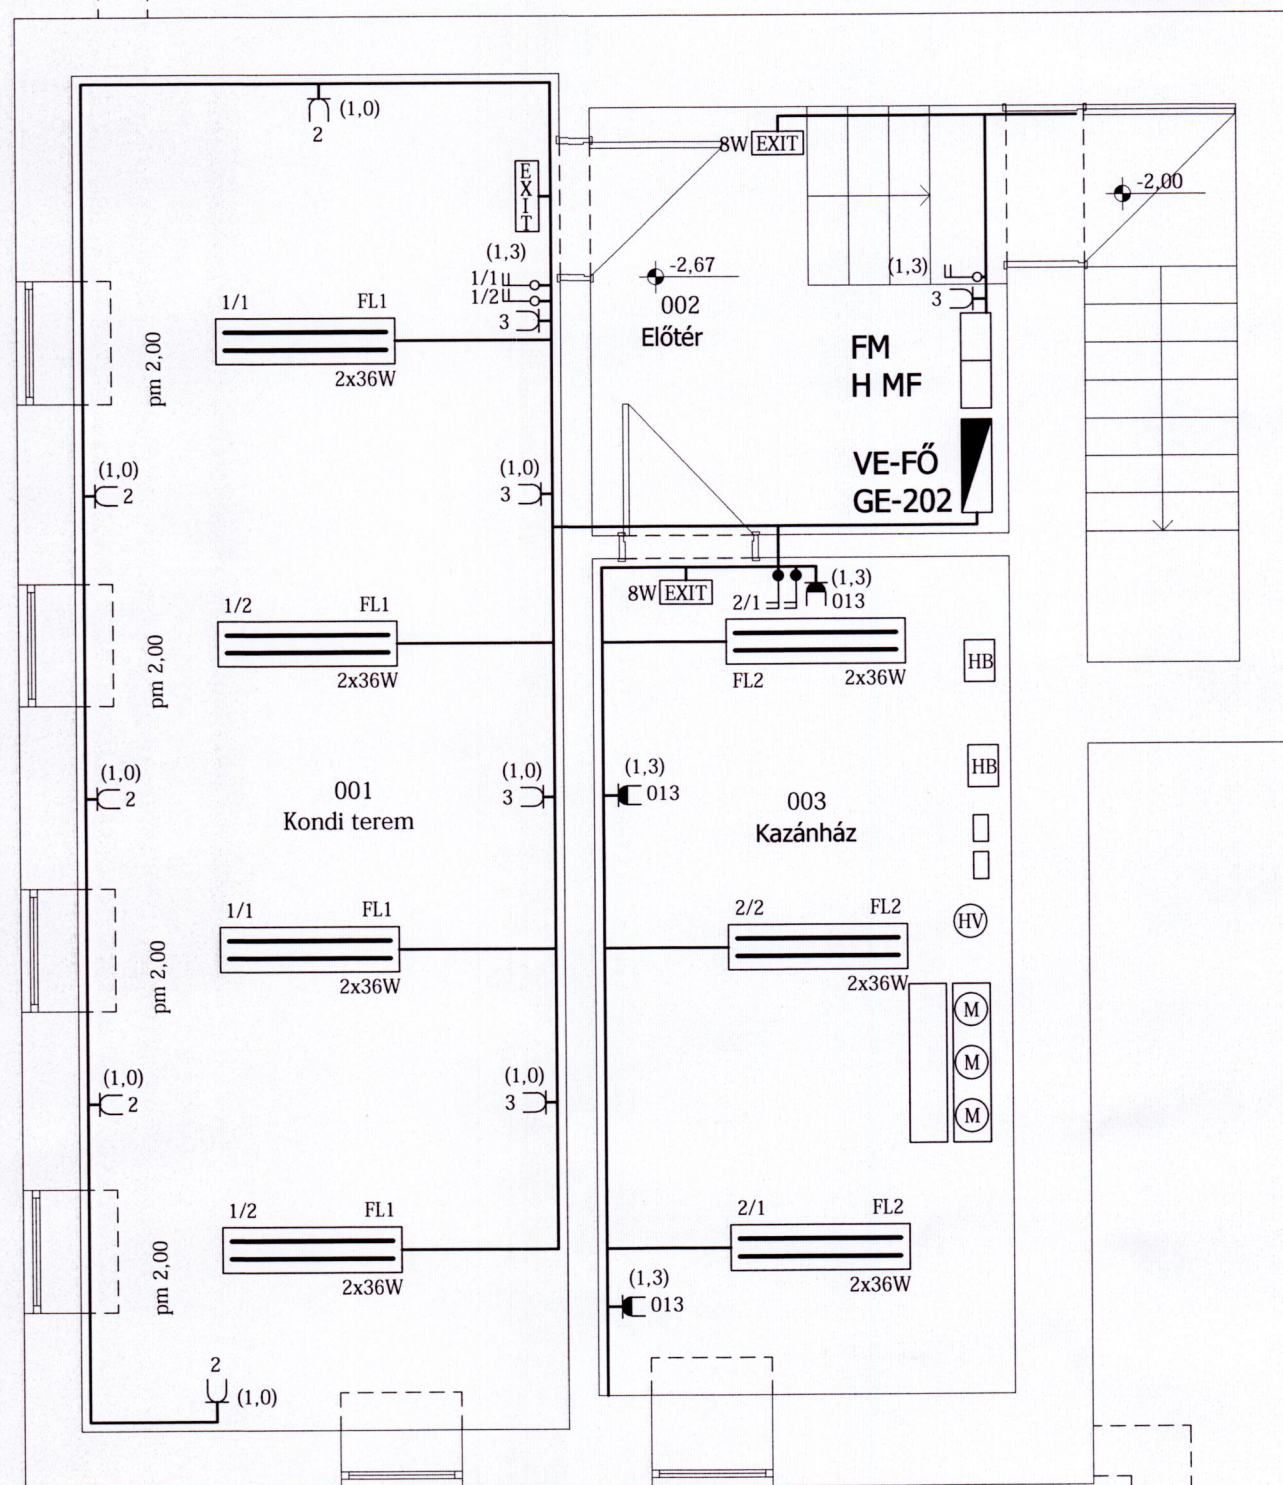 (1,0)
2
8W
EXIT
EXIT
-2,00
(1,3)
1/1
1/2
3
-2,67
002
Előtér
(1,3)
3
1/1
FL1
2x36W
pm 2,00
FM
H MF
(1,0)
2
(1,0)
3
VE-FŐ
GE-202
8W
EXIT
2/1
(1,3)
013
1/2
FL1
2x36W
pm 2,00
FL2
2x36W
HB
(1,0)
2
001
Kondi terem
(1,0)
3
(1,3)
013
003
Kazánház
HB
1/1
FL1
2x36W
pm 2,00
2/2
FL2
2x36W
HV
M
M
M
(1,0)
2
(1,0)
3
1/2
FL1
2x36W
pm 2,00
2/1
FL2
2x36W
(1,3)
013
2
(1,0)